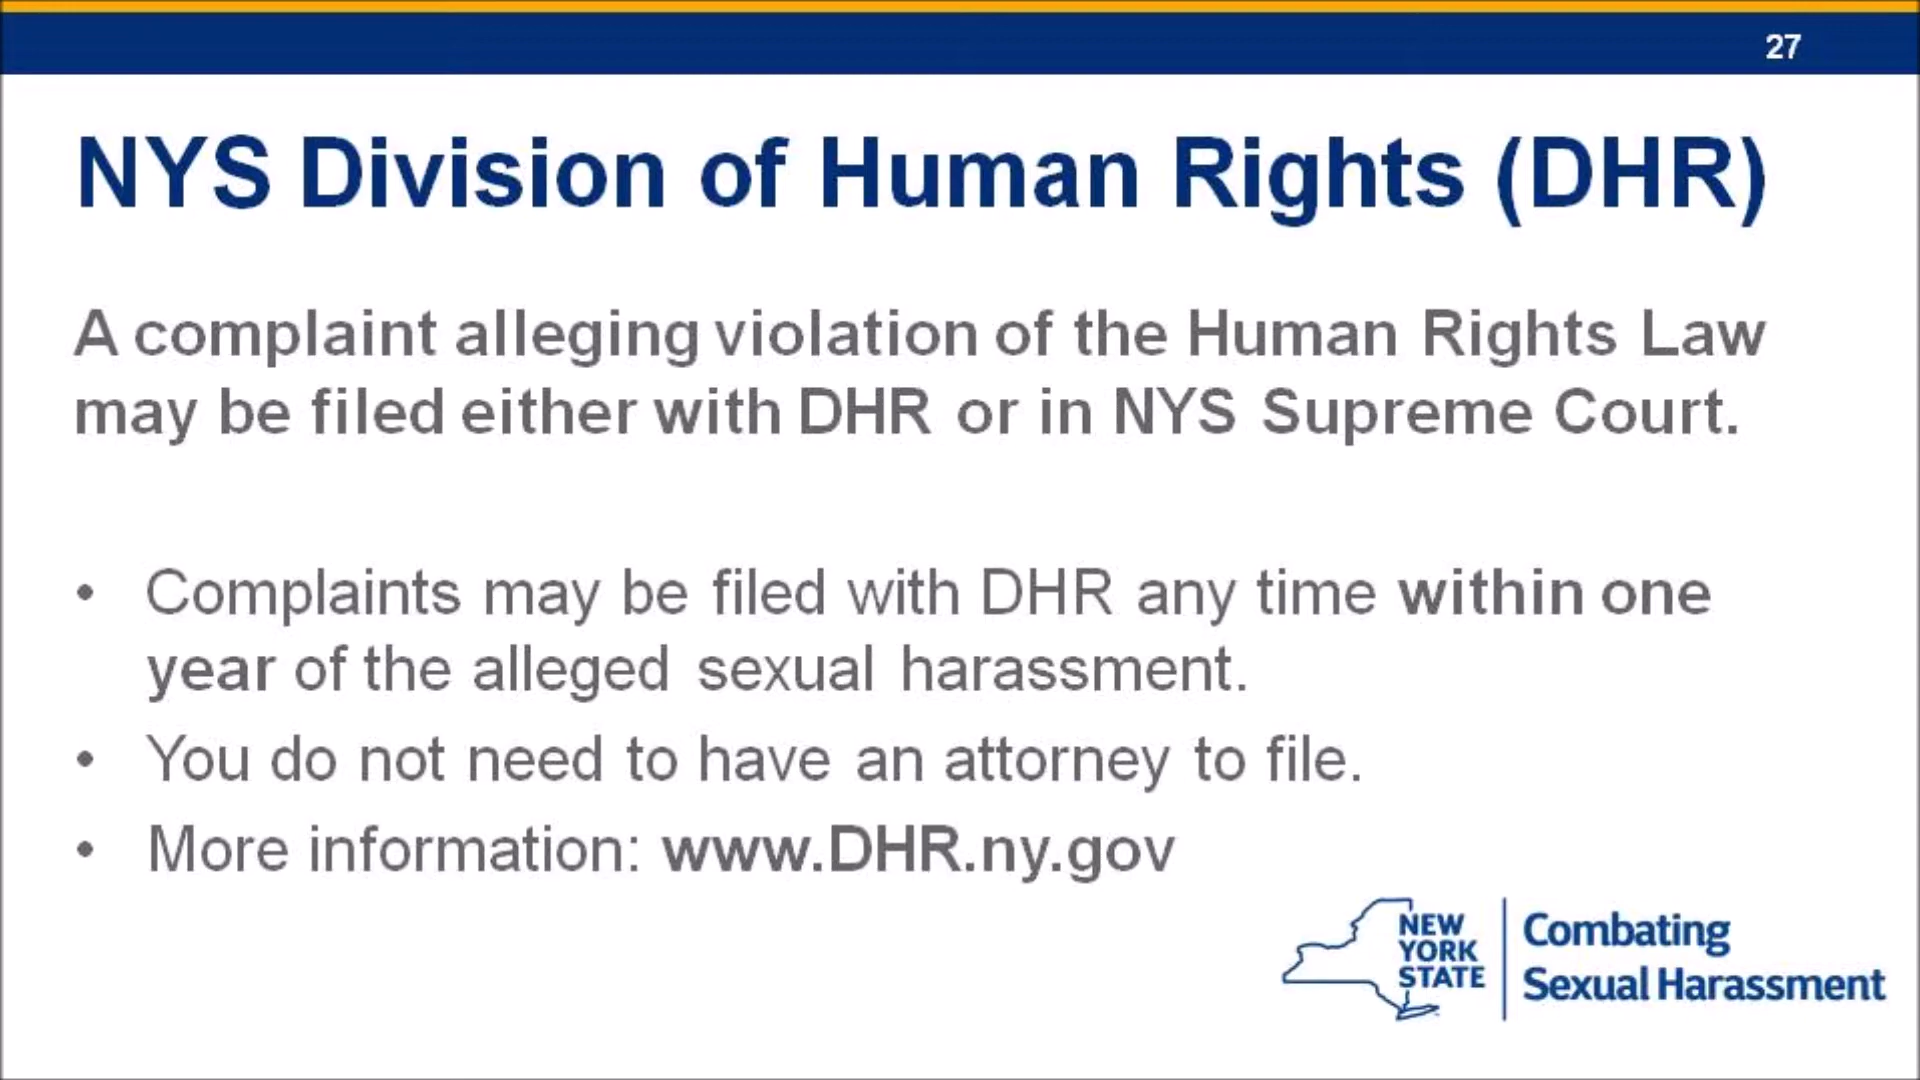 27
NYS Division of Human Rights (DHR)
A complaint alleging violation of the Human Rights Law
may be filed either with DHR or in NYS Supreme Court.
• Complaints may be filed with DHR any time within one
year of the alleged sexual harassment.
• You do not need to have an attorney to file.
• More information: www.DHR.ny.gov
NEW
YORK
STATE
Combating
Sexual Harassment